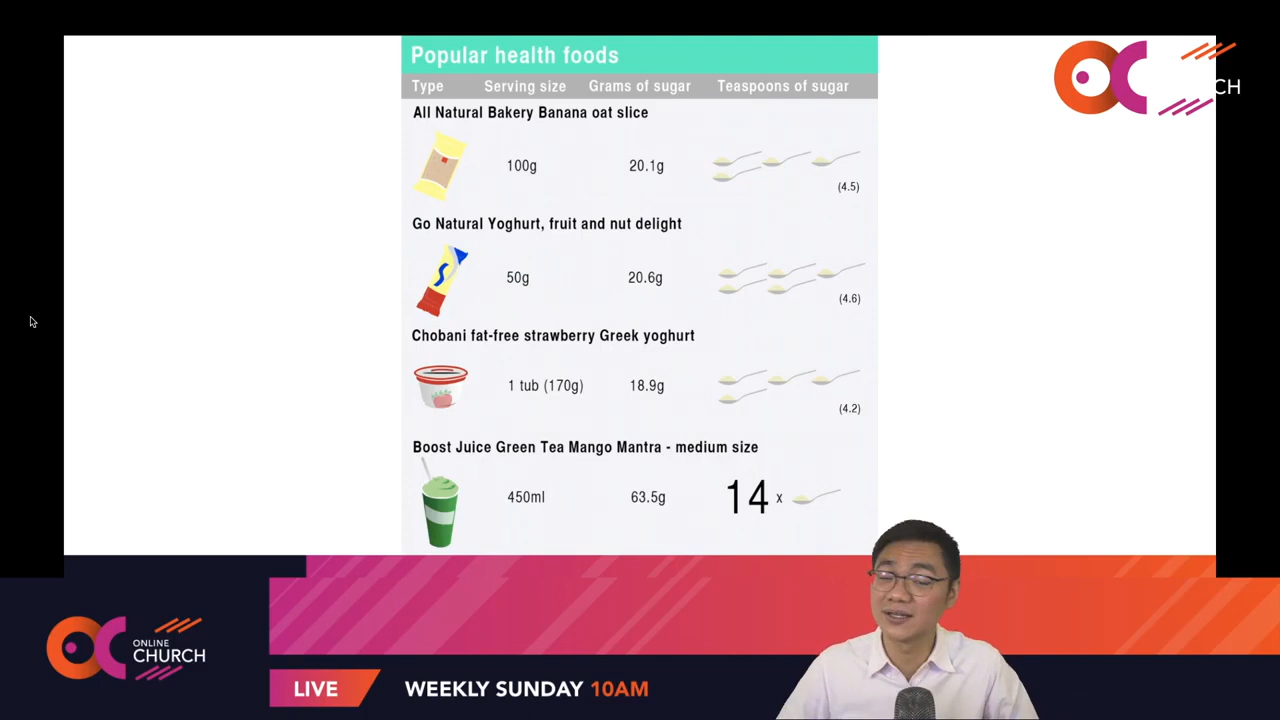 Popular health foods
Type Serving size Grams of sugar Teaspoons of sugar
All Natural Bakery Banana oat slice
100g 20.1g
(4.5)
Go Natural Yoghurt, fruit and nut delight
50g 20.6g
(4.6)
Chobani fat-free strawberry Greek yoghurt
1 tub (170g) 18.9g
(4.2)
Boost Juice Green Tea Mango Mantra - medium size
450ml 63.5g 14 x
OC
CH
OC ONLINE
CHURCH
LIVE WEEKLY SUNDAY 10AM